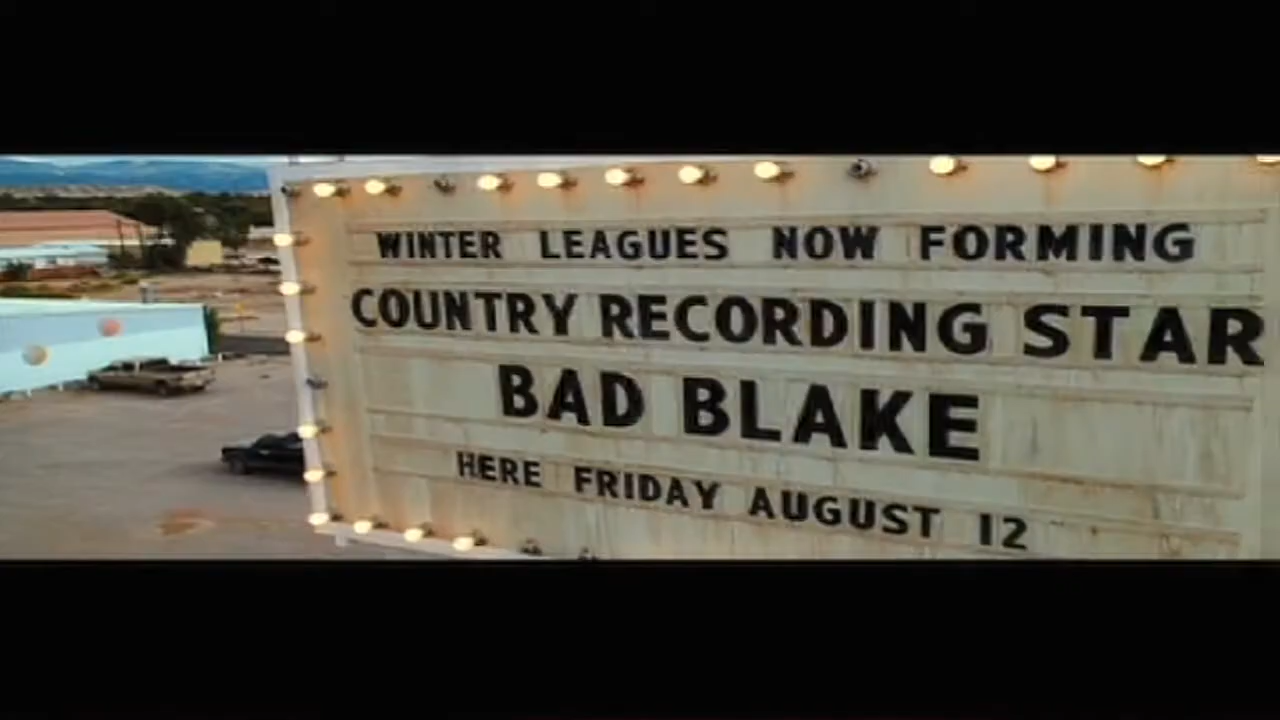 WINTER LEAGUES NOW FORMING
COUNTRY RECORDING STAR
BAD BLAKE
HERE FRIDAY AUGUST 12